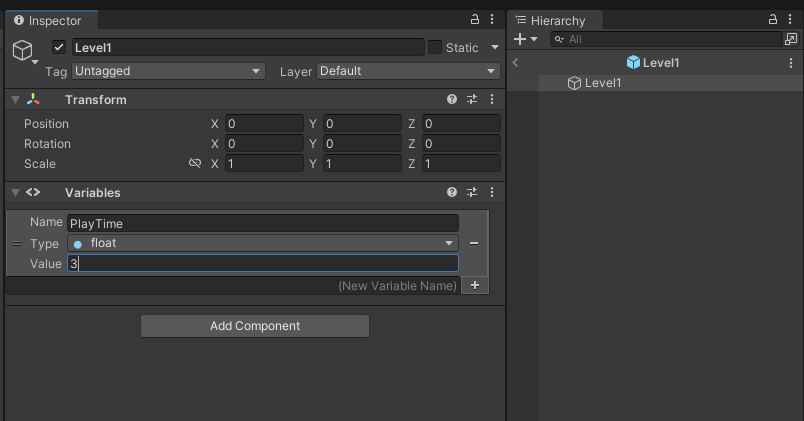 Inspector
Level1
Static
Tag Untagged Layer Default
Transform
Position X 0 Y 0 Z 0
Rotation X 0 Y 0 Z 0
Scale X 1 Y 1 Z 1
Variables
Name PlayTime
Type float
Value 3
(New Variable Name)
Add Component
Hierarchy
All
Level1
Level1